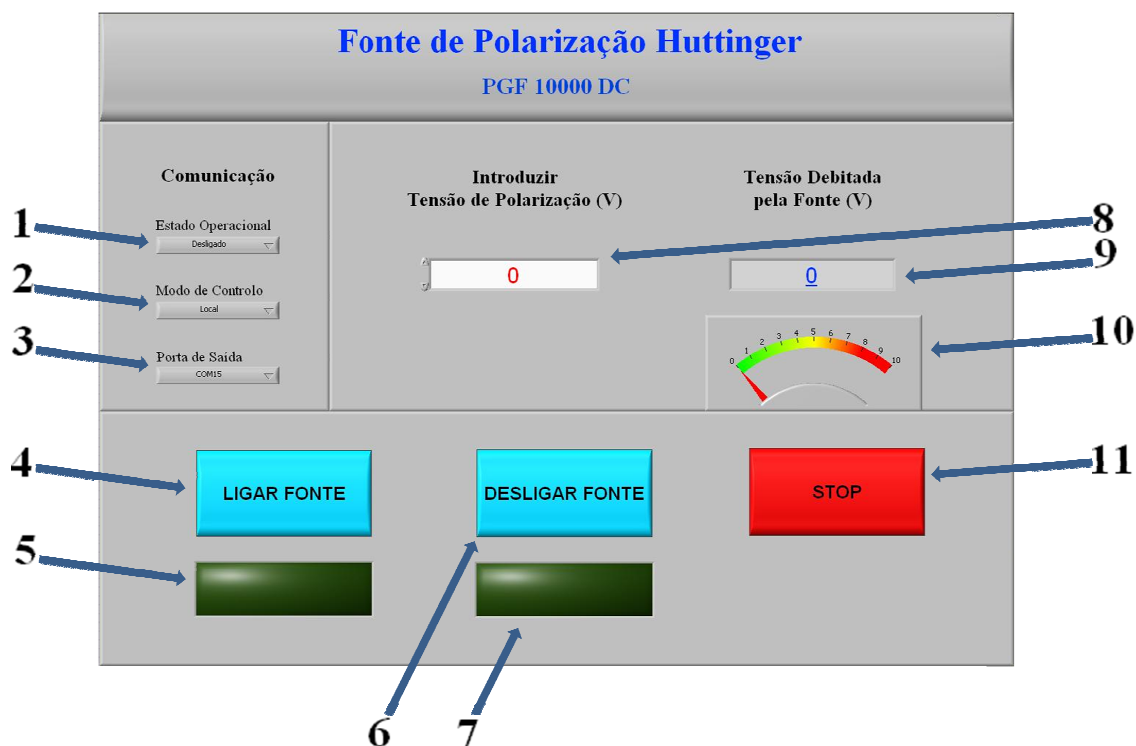 Fonte de Polarização Huttinger
PGF 10000 DC
Comunicação
Estado Operacional
Desligado
Modo de Controlo
Local
Porta de Saída
COM15
Introduzir
Tensão de Polarização (V)
0
Tensão Debitada
pela Fonte (V)
0
0 1 2 3 4 5 6 7 8 9 10
LIGAR FONTE
DESLIGAR FONTE
STOP
1
2
3
4
5
6
7
8
9
10
11